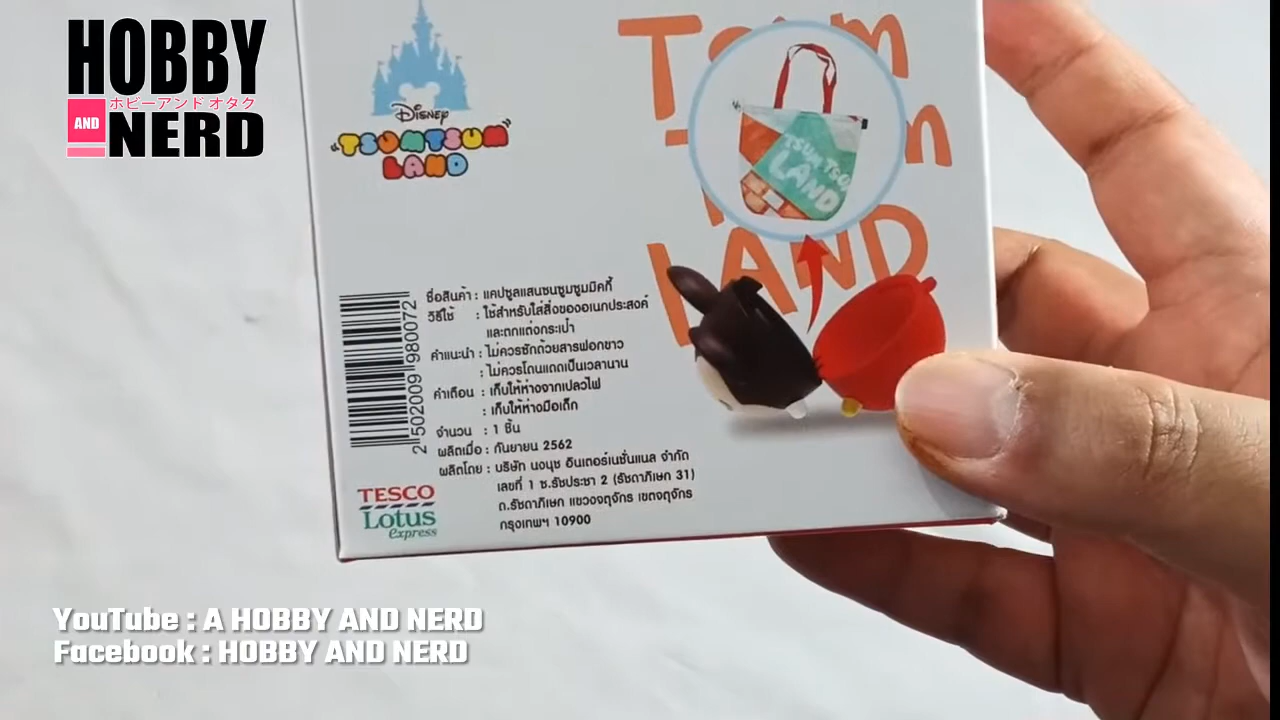 HOBBY
ホビーアンド オタク
AND
NERD
Disney
TSUMTSUM
LAND
Tsum
LAND
TSUM TSU
LAND
ชื่อสินค้า : แคปซูลแสนซนซูมซูมมิคกี้
วิธีใช้ : ใช้สำหรับใส่สิ่งของอเนกประสงค์
และตกแต่งกระเป๋า
คำแนะนำ : ไม่ควรซักด้วยสารฟอกขาว
: ไม่ควรโดนแดดเป็นเวลานาน
คำเตือน : เก็บให้ห่างจากเปลวไฟ
: เก็บให้ห่างมือเด็ก
จำนวน : 1 ชิ้น
ผลิตเมื่อ : กันยายน 2562
ผลิตโดย : บริษัท นงนุช อินเตอร์เนชั่นแนล จำกัด
เลขที่ 1 ซ.รัชประชา 2 (รัชดาภิเษก 31)
ถ.รัชดาภิเษก แขวงจตุจักร เขตจตุจักร
กรุงเทพฯ 10900
2 502009 980072
TESCO
Lotus
express
YouTube : A HOBBY AND NERD
Facebook : HOBBY AND NERD